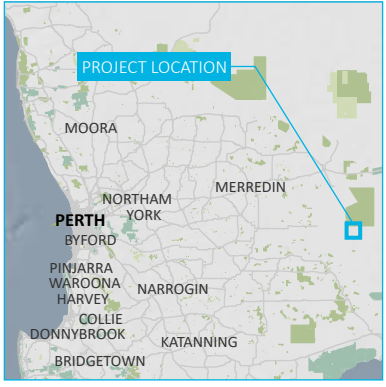 PROJECT LOCATION
MOORA
MERREDIN
NORTHAM
YORK
PERTH
BYFORD
PINJARRA
WAROONA
HARVEY
NARROGIN
COLLIE
DONNYBROOK
KATANNING
BRIDGETOWN